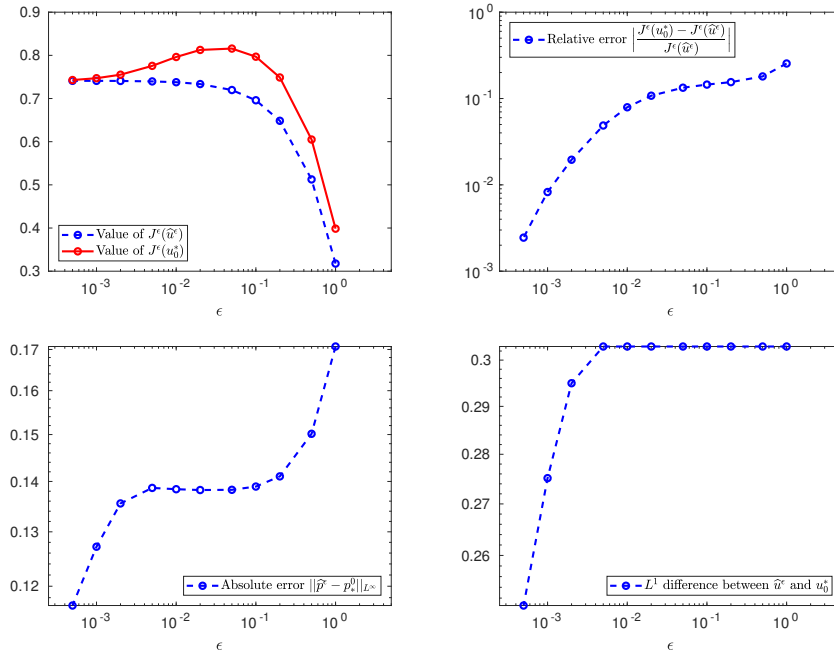 0.9
0.8
0.7
0.6
0.5
0.4
0.3
Value of J^ϵ(û^ϵ)
Value of J^ϵ(u_0^*)
10^-3 10^-2 10^-1 10^0
ϵ
10^0
10^-1
10^-2
10^-3
Relative error |J^ϵ(u_0^*) − J^ϵ(û^ϵ) / J^ϵ(û^ϵ)|
10^-3 10^-2 10^-1 10^0
ϵ
0.17
0.16
0.15
0.14
0.13
0.12
Absolute error ||p̂^ϵ − p_*^0||_L^∞
10^-3 10^-2 10^-1 10^0
ϵ
0.3
0.29
0.28
0.27
0.26
L^1 difference between û^ϵ and u_0^*
10^-3 10^-2 10^-1 10^0
ϵ